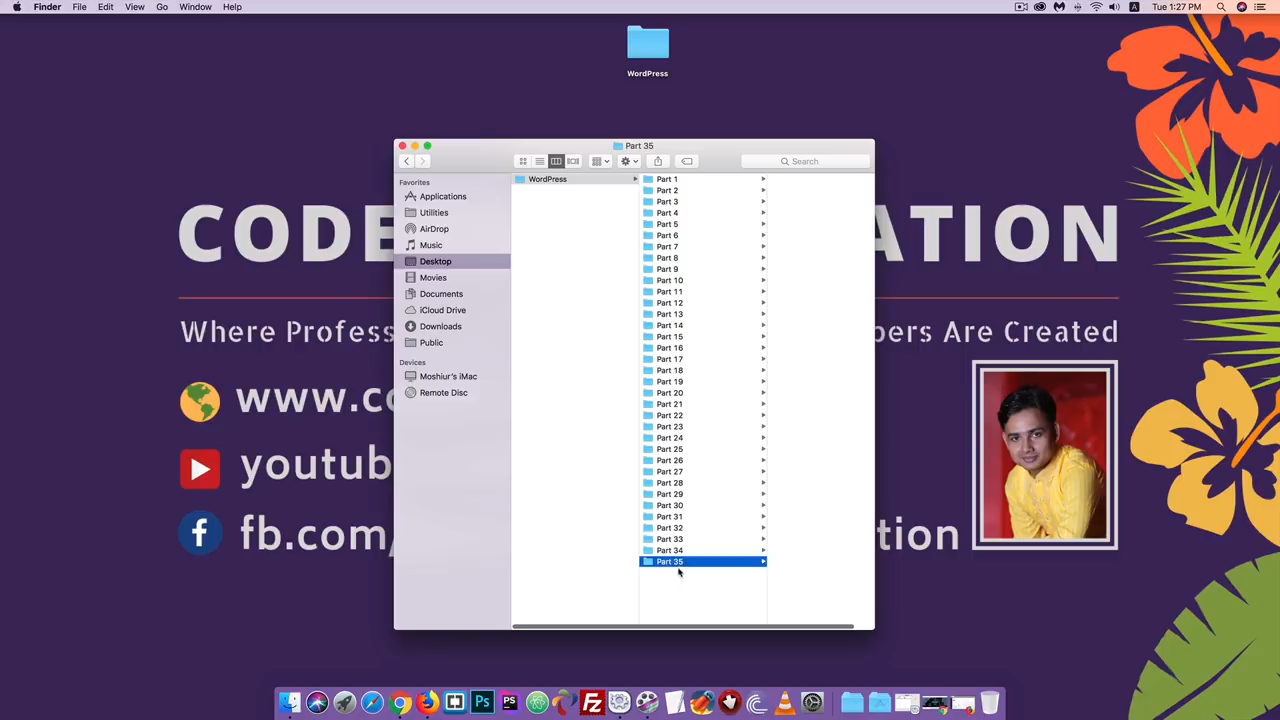 Finder File Edit View Go Window Help
A Tue 1:27 PM
WordPress
Part 35
Search
Favorites
Applications
Utilities
AirDrop
Music
Desktop
Movies
Documents
iCloud Drive
Downloads
Public
Devices
Moshiur's iMac
Remote Disc
WordPress
Part 1
Part 2
Part 3
Part 4
Part 5
Part 6
Part 7
Part 8
Part 9
Part 10
Part 11
Part 12
Part 13
Part 14
Part 15
Part 16
Part 17
Part 18
Part 19
Part 20
Part 21
Part 22
Part 23
Part 24
Part 25
Part 26
Part 27
Part 28
Part 29
Part 30
Part 31
Part 32
Part 33
Part 34
Part 35
CODE ATION
Where Profess bers Are Created
www.co
youtub
fb.com/ ation
Ps
PS
Fz